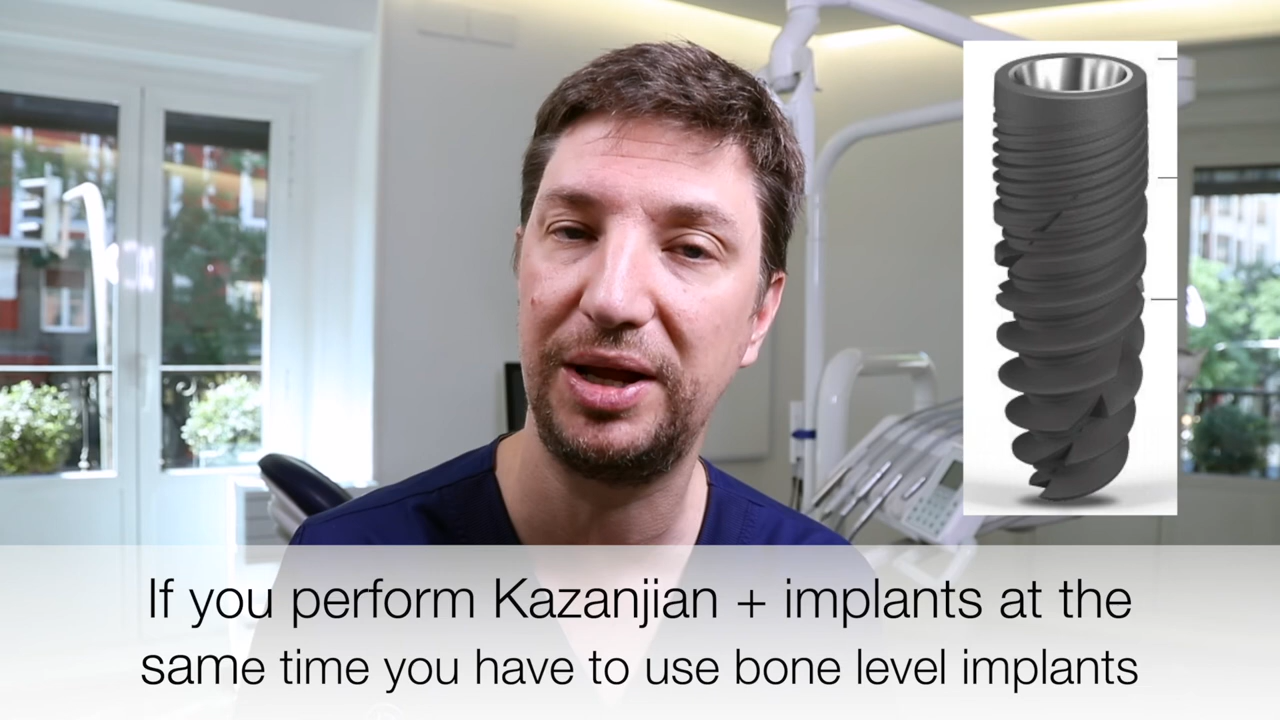 If you perform Kazanjian + implants at the
same time you have to use bone level implants